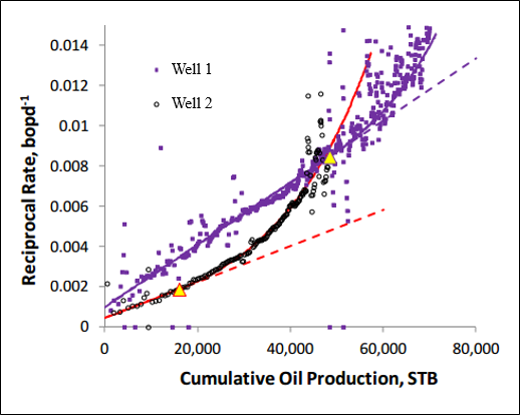 0.014
0.012
0.01
0.008
0.006
0.004
0.002
0
Reciprocal Rate, bopd-1
Well 1
Well 2
0 20,000 40,000 60,000 80,000
Cumulative Oil Production, STB